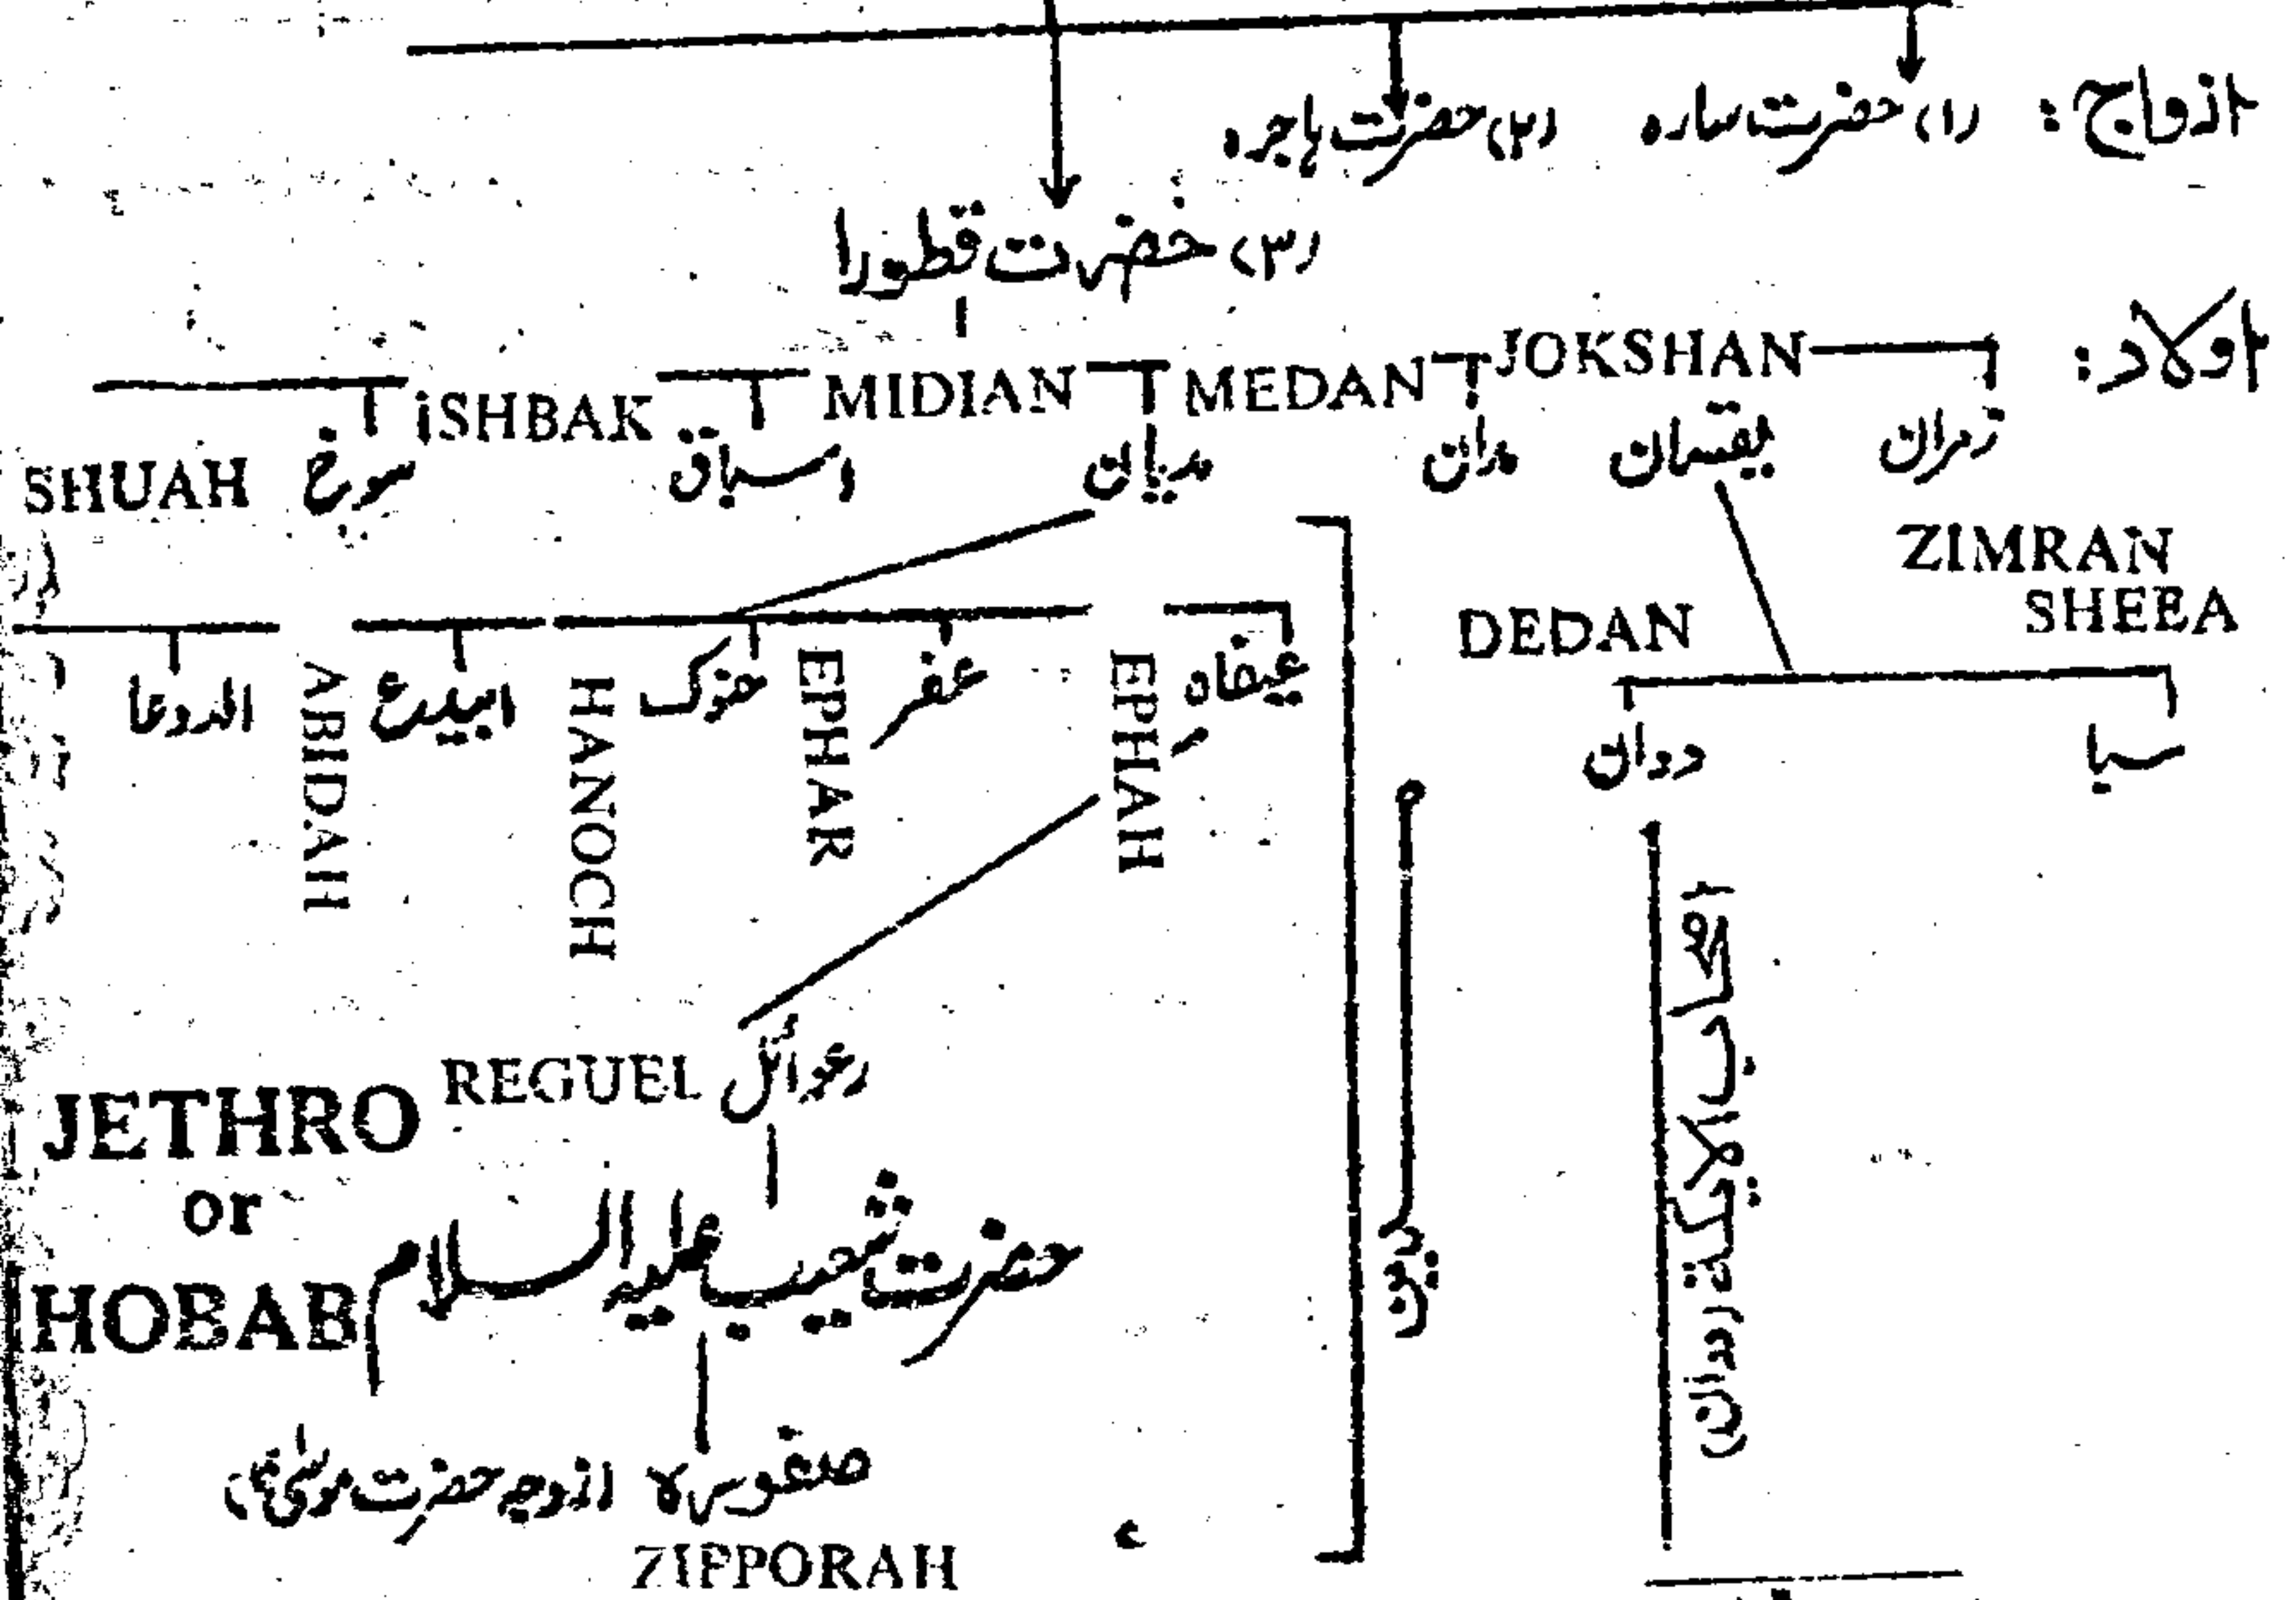 ازواج: (۱) حضرت سارہ (۲) حضرت ہاجرہ
(۳) حضرت قطورا
اولاد:
JOKSHAN MEDAN MIDIAN iSHBAK
زمران یقسان مدان مدیان اسباق سوخ SHUAH
ZIMRAN
SHEBA DEDAN
سبا ددان
عیفاہ EPHAH عفر EPHAR حنوک HANOCH ابیدع ABIDAH الدوعا
رعوائل REGUEL
JETHRO
or
HOBAB
حضرت شعیب علیہ السلام
صفورہ (زوجہ حضرت موسیٰؑ)
ZIPPORAH